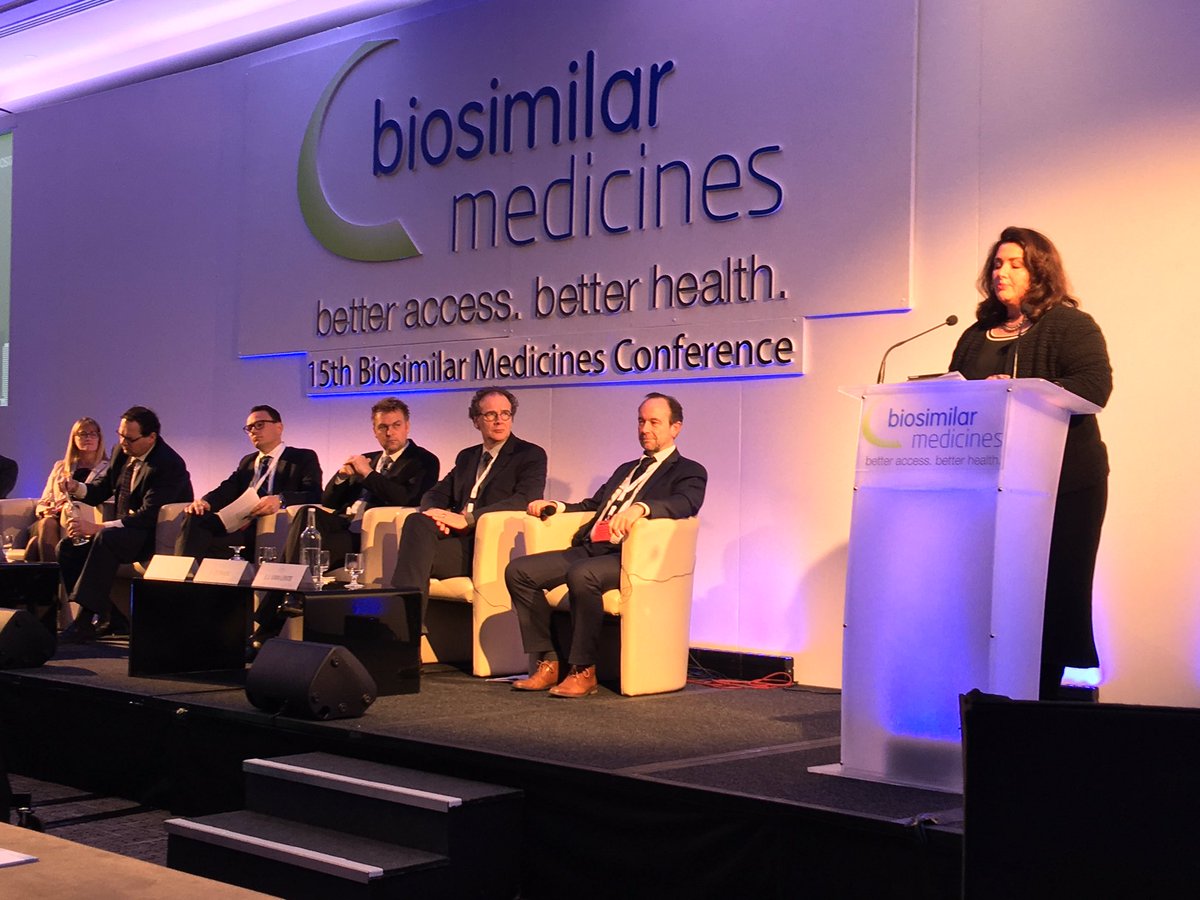 biosimilar
medicines
better access. better health.
15th Biosimilar Medicines Conference
biosimilar
medicines
better access. better health.